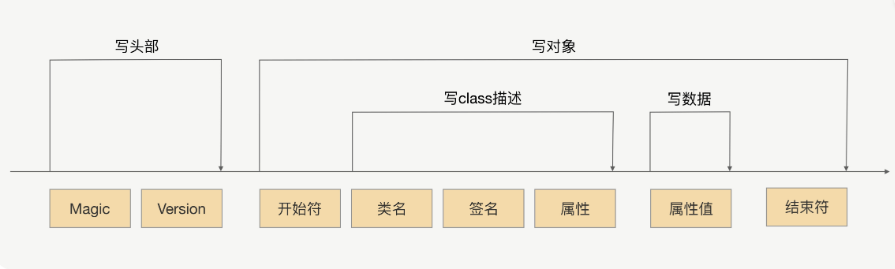 写头部
写对象
写class描述
写数据
Magic
Version
开始符
类名
签名
属性
属性值
结束符